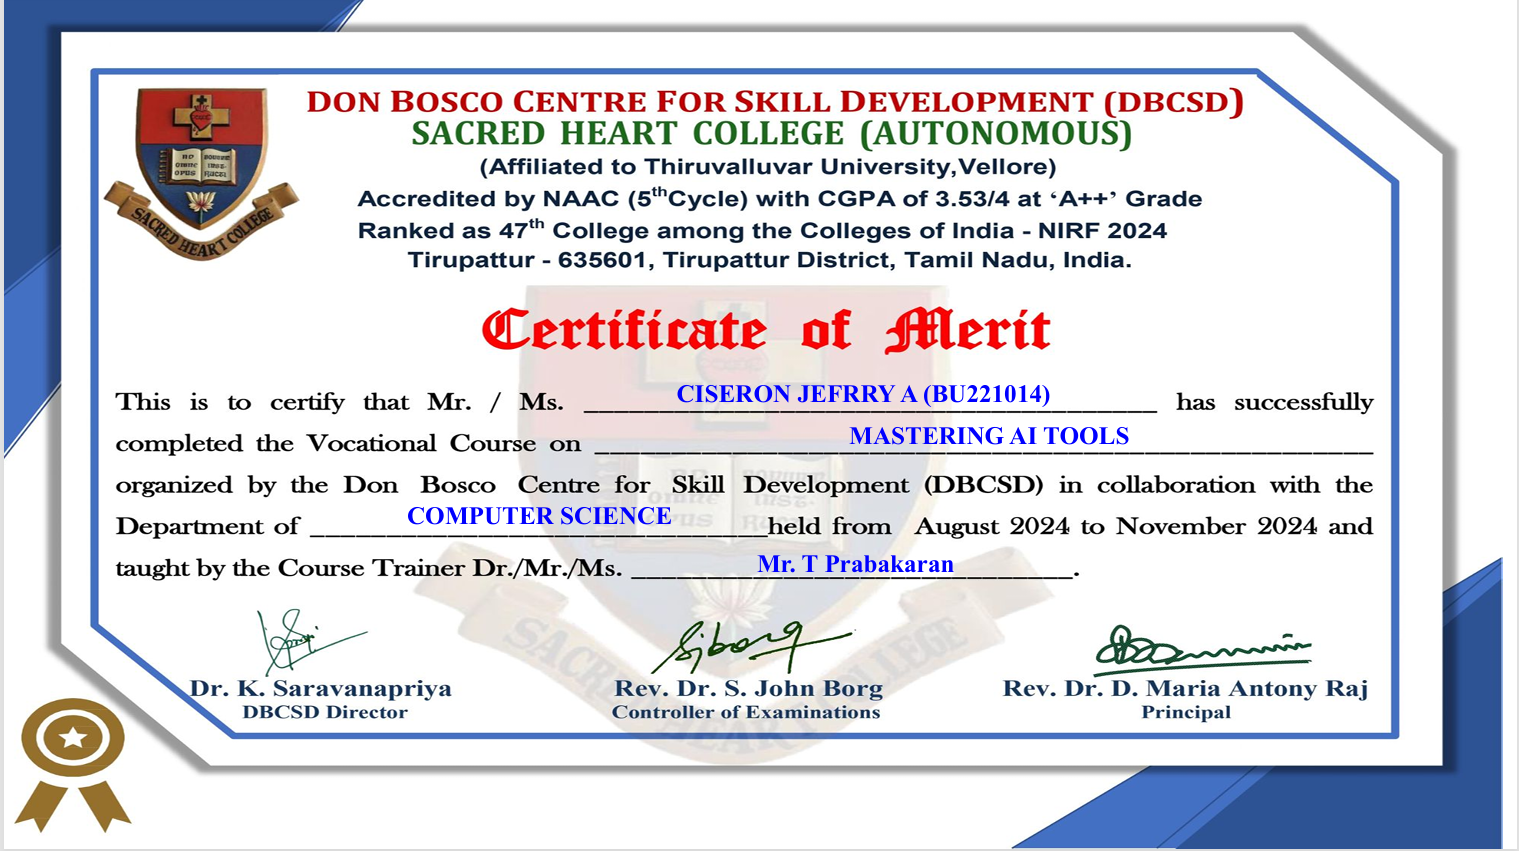 DON BOSCO CENTRE FOR SKILL DEVELOPMENT (DBCSD)
SACRED HEART COLLEGE (AUTONOMOUS)
(Affiliated to Thiruvalluvar University,Vellore)
Accredited by NAAC (5thCycle) with CGPA of 3.53/4 at ‘A++’ Grade
Ranked as 47th College among the Colleges of India - NIRF 2024
Tirupattur - 635601, Tirupattur District, Tamil Nadu, India.
SACRED HEART COLLEGE
Certificate of Merit
This is to certify that Mr. / Ms. CISERON JEFRRY A (BU221014) has successfully
completed the Vocational Course on MASTERING AI TOOLS
organized by the Don Bosco Centre for Skill Development (DBCSD) in collaboration with the
Department of COMPUTER SCIENCE held from August 2024 to November 2024 and
taught by the Course Trainer Dr./Mr./Ms. Mr. T Prabakaran.
Dr. K. Saravanapriya
DBCSD Director
Rev. Dr. S. John Borg
Controller of Examinations
Rev. Dr. D. Maria Antony Raj
Principal